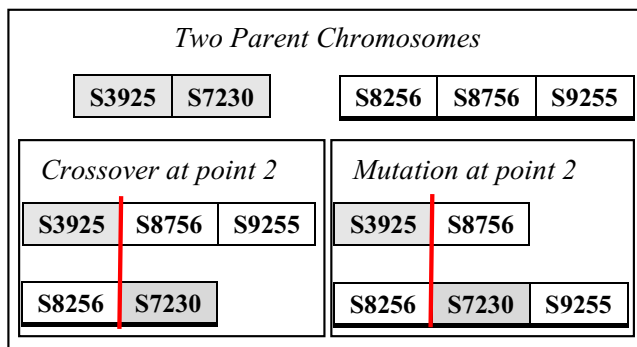 Two Parent Chromosomes
S3925 S7230 S8256 S8756 S9255
Crossover at point 2
S3925 S8756 S9255
S8256 S7230
Mutation at point 2
S3925 S8756
S8256 S7230 S9255